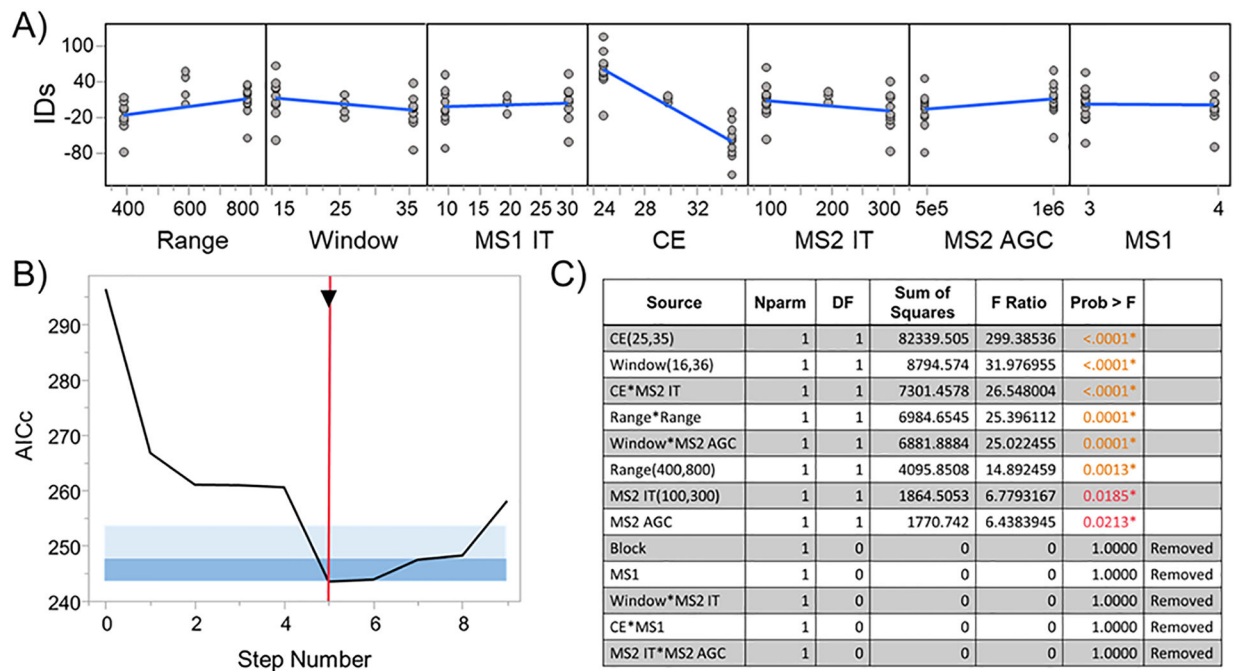 A)
IDs
100
40
-20
-80
400 600 800 15 25 35 10 15 20 25 30 24 28 32 100 200 300 5e5 1e6 3 4
Range Window MS1 IT CE MS2 IT MS2 AGC MS1
B)
AICc
290
280
270
260
250
240
0 2 4 6 8
Step Number
C)
Source Nparm DF Sum of Squares F Ratio Prob > F
CE(25,35) 1 1 82339.505 299.38536 <.0001*
Window(16,36) 1 1 8794.574 31.976955 <.0001*
CE*MS2 IT 1 1 7301.4578 26.548004 <.0001*
Range*Range 1 1 6984.6545 25.396112 0.0001*
Window*MS2 AGC 1 1 6881.8884 25.022455 0.0001*
Range(400,800) 1 1 4095.8508 14.892459 0.0013*
MS2 IT(100,300) 1 1 1864.5053 6.7793167 0.0185*
MS2 AGC 1 1 1770.742 6.4383945 0.0213*
Block 1 0 0 0 1.0000 Removed
MS1 1 0 0 0 1.0000 Removed
Window*MS2 IT 1 0 0 0 1.0000 Removed
CE*MS1 1 0 0 0 1.0000 Removed
MS2 IT*MS2 AGC 1 0 0 0 1.0000 Removed